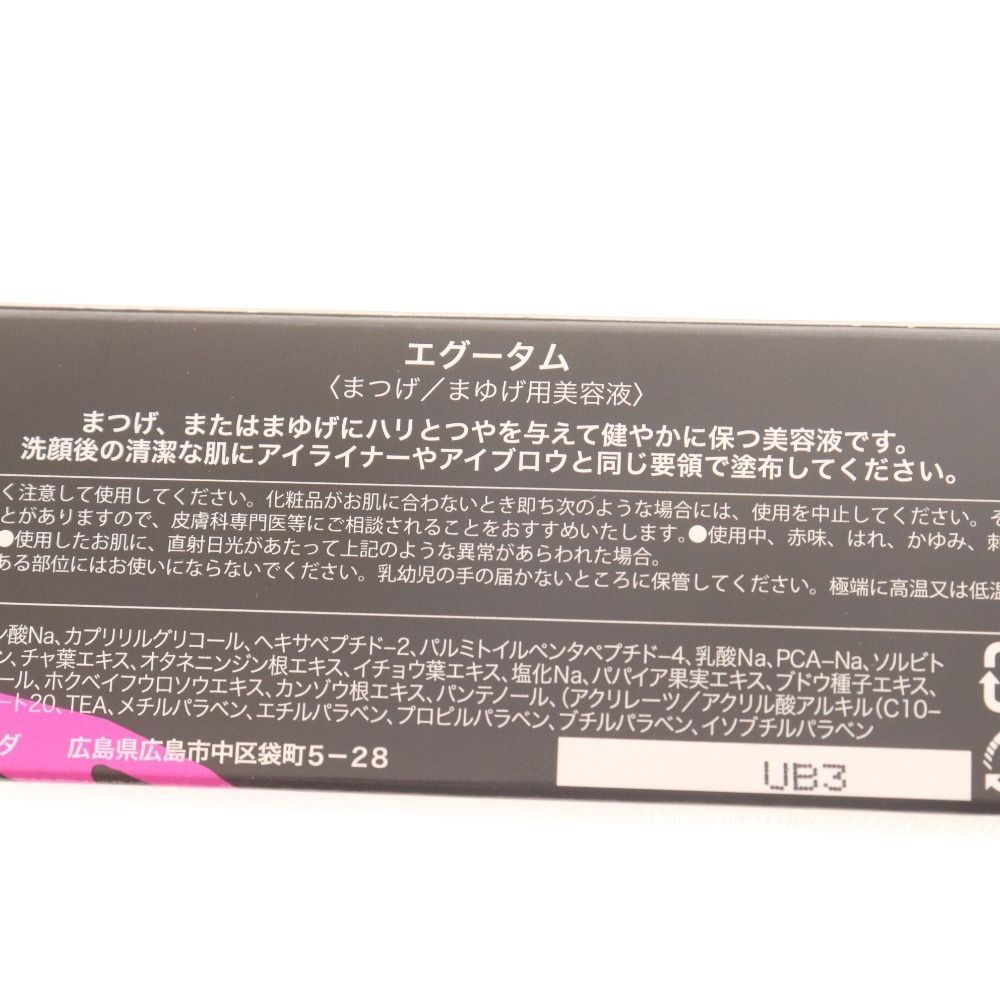 エグータム
〈まつげ／まゆげ用美容液〉
まつげ、またはまゆげにハリとつやを与えて健やかに保つ美容液です。
洗顔後の清潔な肌にアイライナーやアイブロウと同じ要領で塗布してください。
く注意して使用してください。化粧品がお肌に合わないとき即ち次のような場合には、使用を中止してください。そ
とがありますので、皮膚科専門医等にご相談されることをおすすめいたします。●使用中、赤味、はれ、かゆみ、刺
●使用したお肌に、直射日光があたって上記のような異常があらわれた場合。
ある部位にはお使いにならないでください。乳幼児の手の届かないところに保管してください。極端に高温又は低温
ン酸Na、カプリリルグリコール、ヘキサペプチド-2、パルミトイルペンタペプチド-4、乳酸Na、PCA-Na、ソルビト
ン、チャ葉エキス、オタネニンジン根エキス、イチョウ葉エキス、塩化Na、パパイア果実エキス、ブドウ種子エキス、
ール、ホクベイフウロソウエキス、カンゾウ根エキス、パンテノール、（アクリレーツ／アクリル酸アルキル（C10-
ート20、TEA、メチルパラベン、エチルパラベン、プロピルパラベン、ブチルパラベン、イソブチルパラベン
ダ 広島県広島市中区袋町5-28
UB3